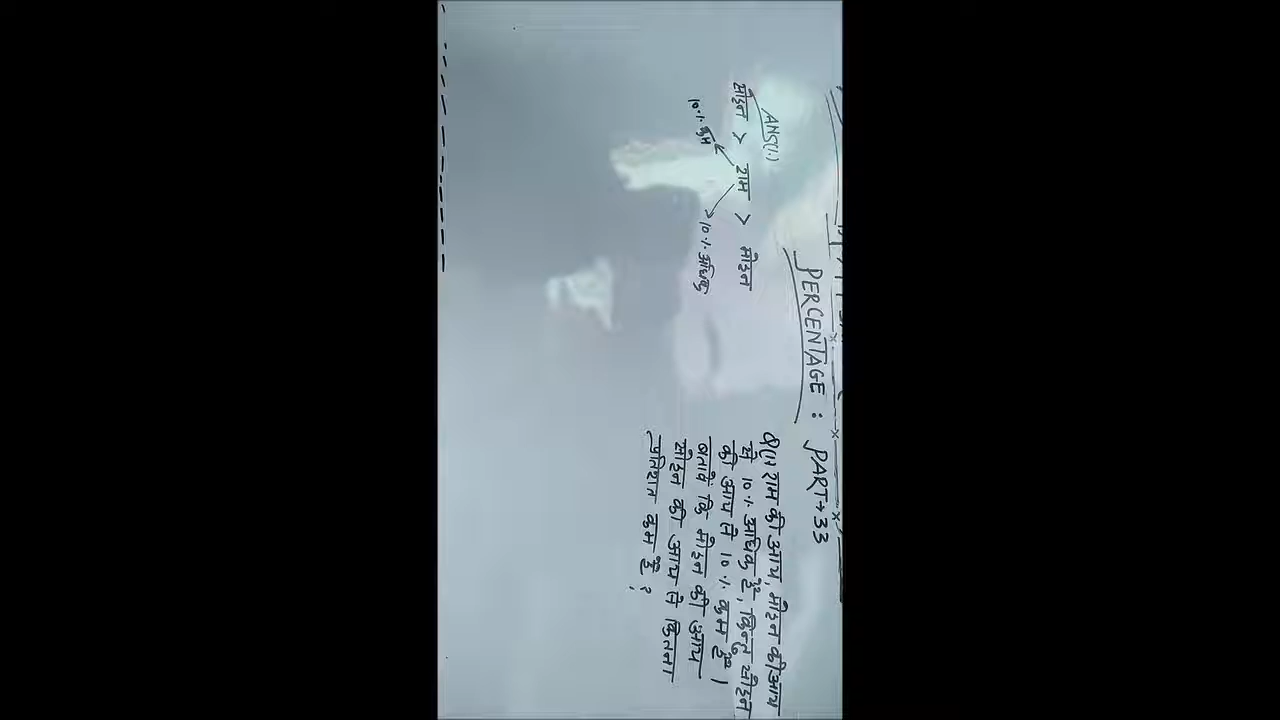 PERCENTAGE : PART → 33
Q(1) राम की आय, मोहन की आय
से 10% अधिक है, किन्तु सोहन
की आय से 10% कम है।
बतावें कि मोहन की आय
सोहन की आय से कितना
प्रतिशत कम है?
ANS(1.)
सोहन > राम > मोहन
10% कम
10% अधिक